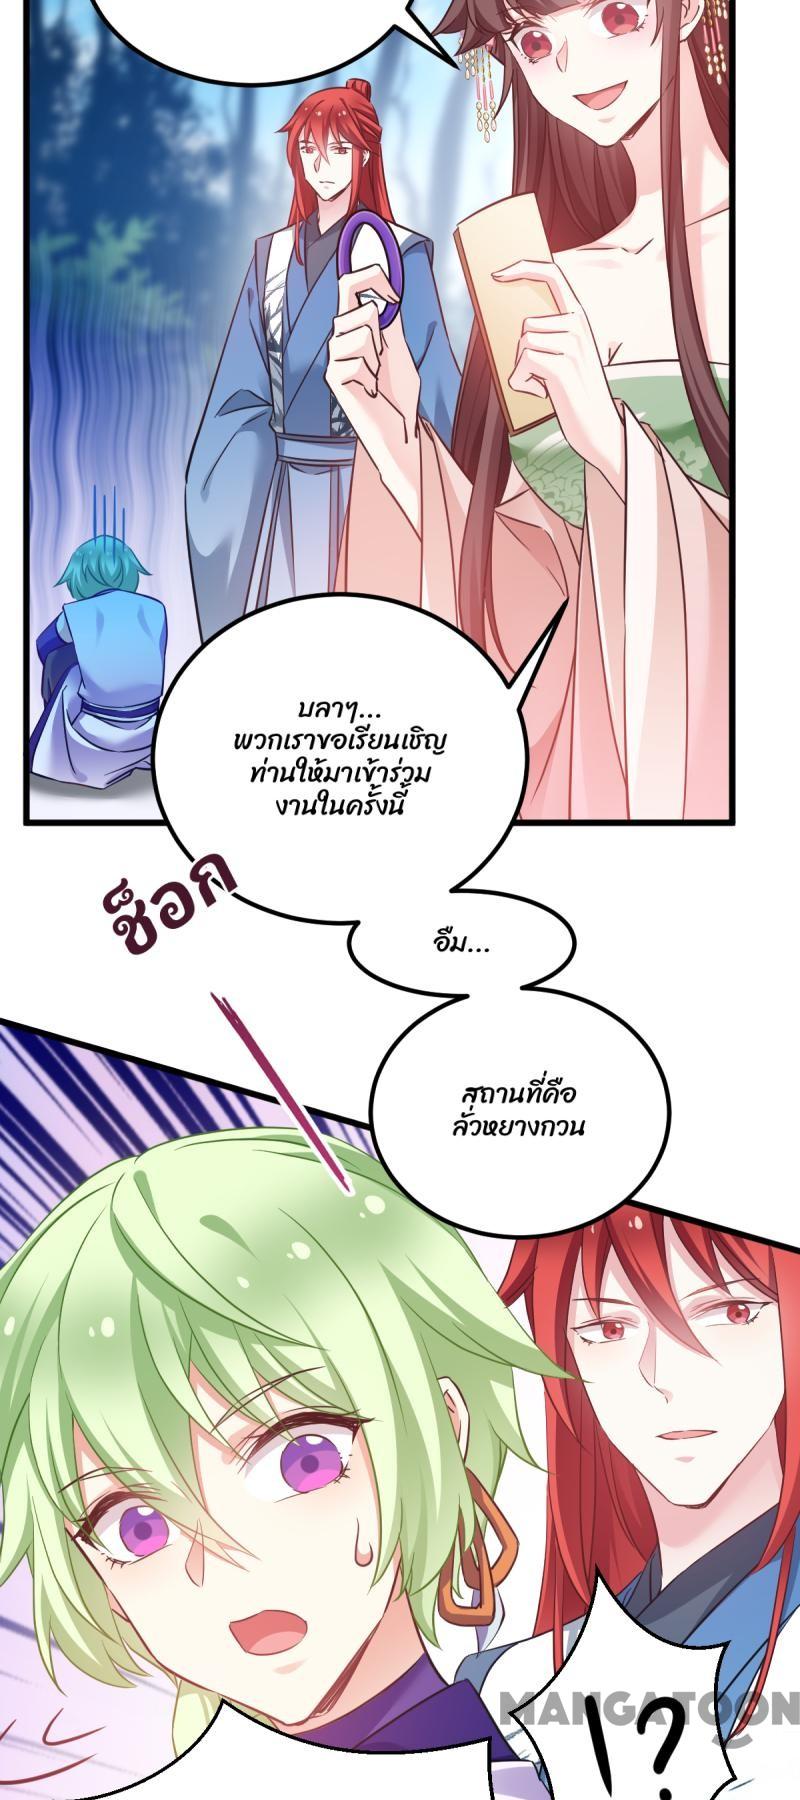 บลาๆ...
พวกเราขอเรียนเชิญ
ท่านให้มาเข้าร่วม
งานในครั้งนี้
ช็อก
อืม...
สถานที่คือ
ลั่วหยางกวน
MANGATOON
!?